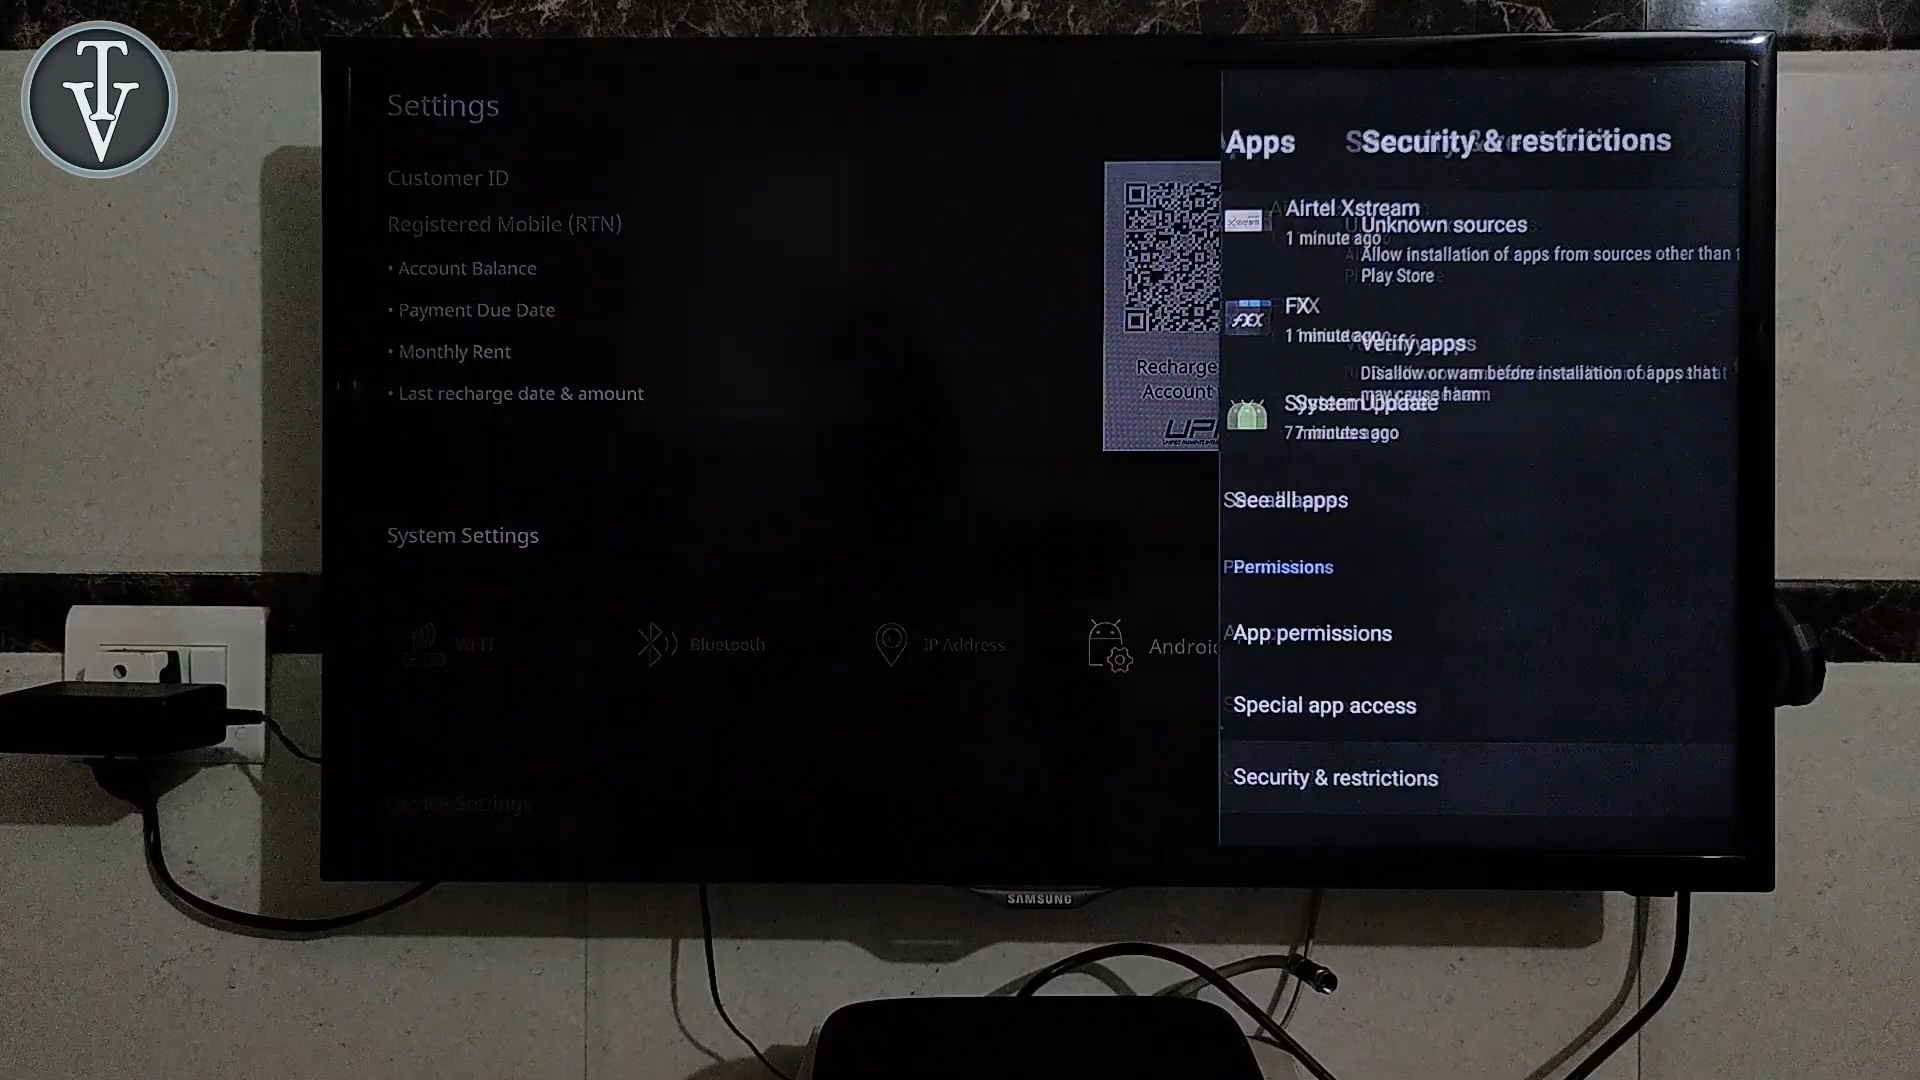 TV
Settings
Customer ID
Registered Mobile (RTN)
• Account Balance
• Payment Due Date
• Monthly Rent
• Last recharge date & amount
Recharge
Account
UPI
System Settings
Wi-Fi
Bluetooth
IP Address
Android
Device Settings
Apps
Airtel Xstream
1 minute ago
FXX
1 minute ago
System Update
7 minutes ago
See all apps
Permissions
App permissions
Special app access
Security & restrictions
Security & restrictions
Unknown sources
Allow installation of apps from sources other than
Play Store
Verify apps
Disallow or warn before installation of apps that
may cause harm
SAMSUNG